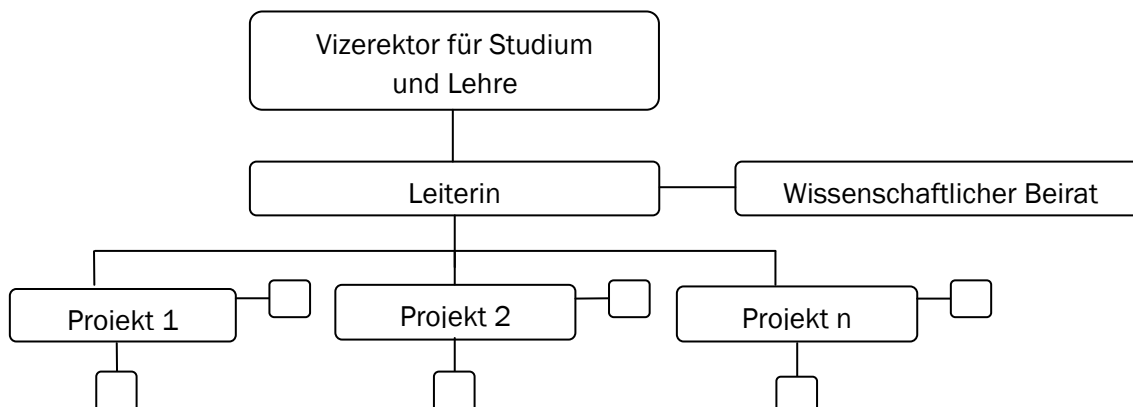 Vizerektor für Studium
und Lehre
Leiterin
Wissenschaftlicher Beirat
Projekt 1
Projekt 2
Projekt n